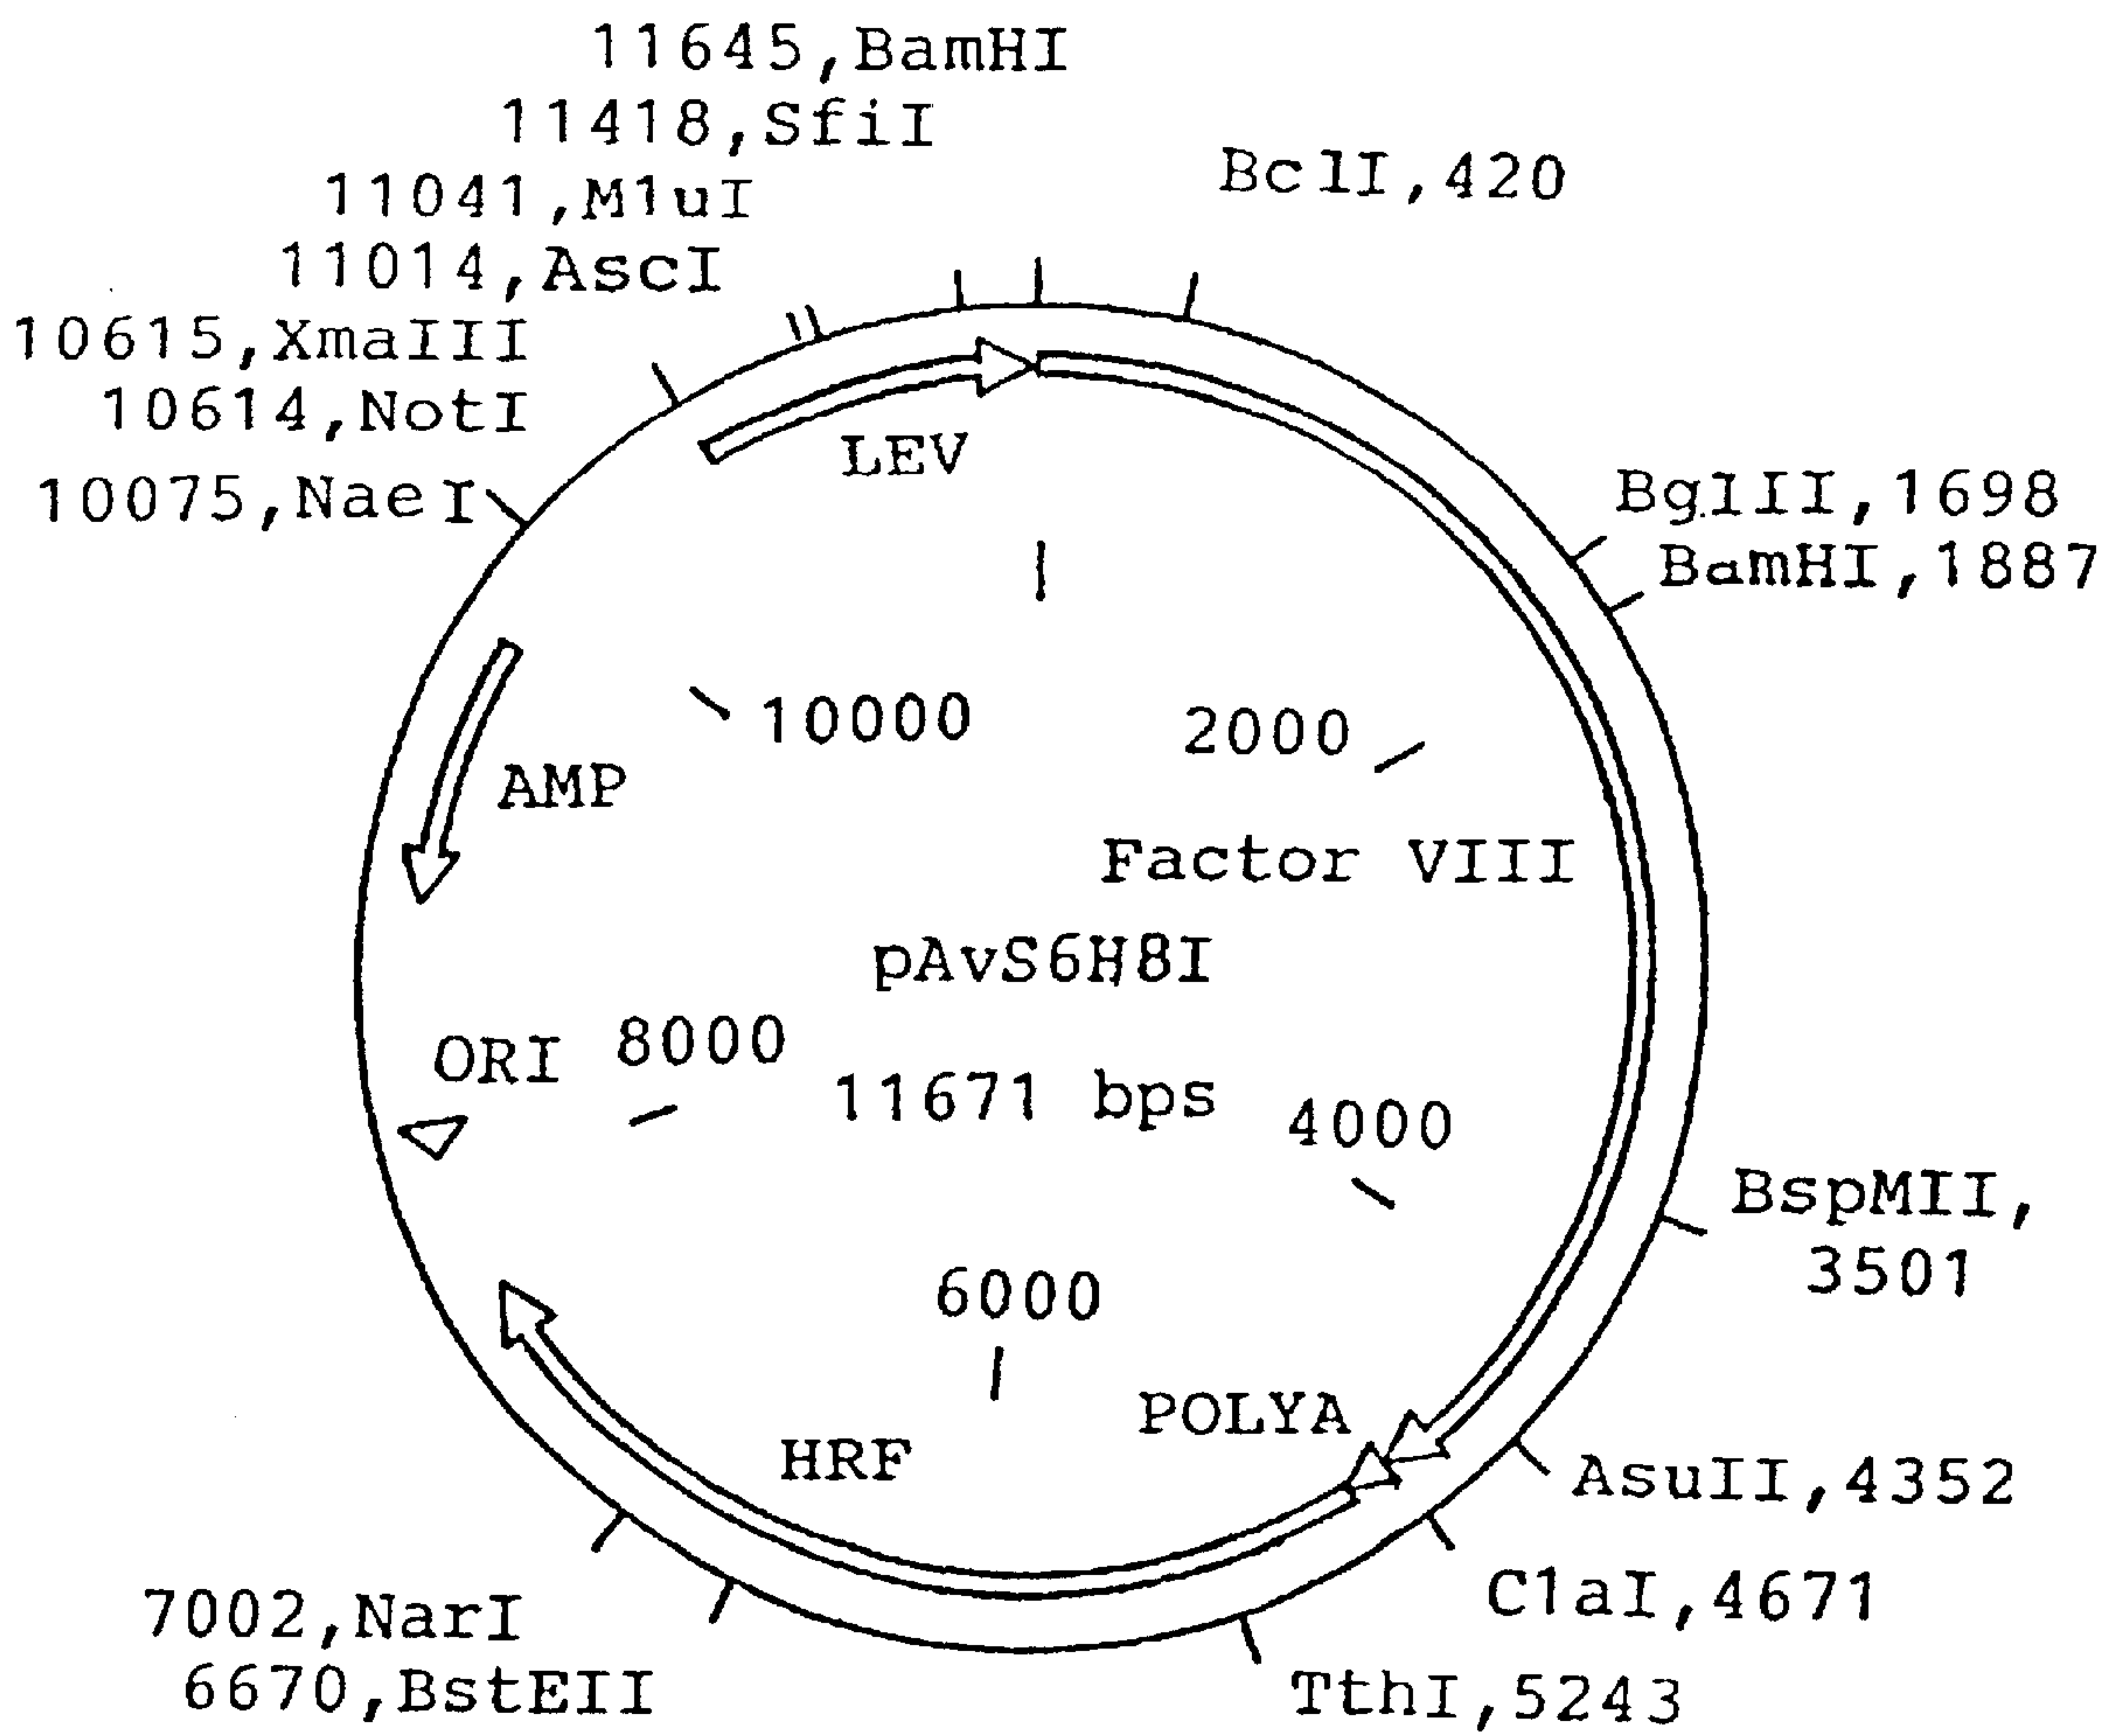 11645,BamHI
11418,SfiI
11041,MluI
BclI,420
11014,AscI
10615,XmaIII
10614,NotI
10075,NaeI
LEV
BglII,1698
BamHI,1887
10000
2000
AMP
Factor VIII
pAvS6H8I
ORI
8000
11671 bps
4000
BspMII,
3501
6000
POLYA
HRF
AsuII,4352
ClaI,4671
7002,NarI
6670,BstEII
TthI,5243